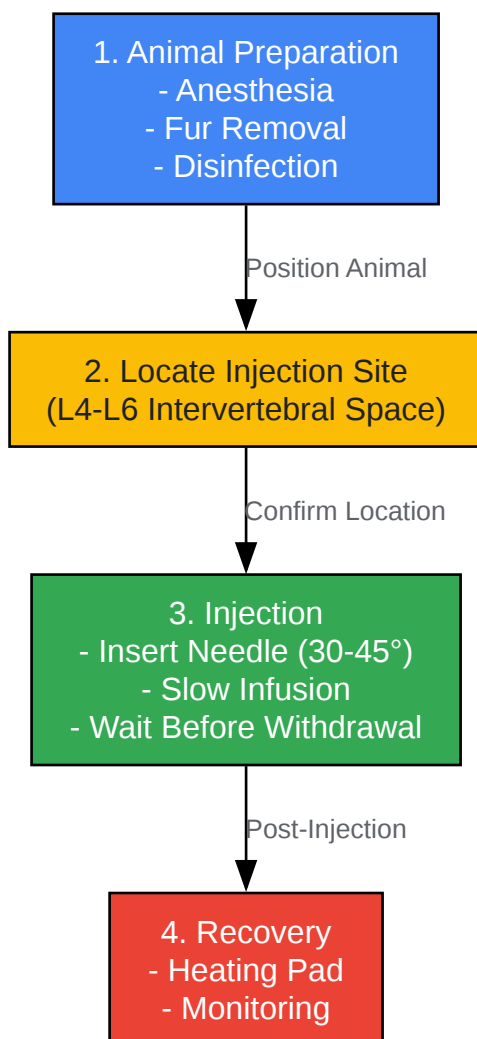 1. Animal Preparation
- Anesthesia
- Fur Removal
- Disinfection
Position Animal
2. Locate Injection Site
(L4-L6 Intervertebral Space)
Confirm Location
3. Injection
- Insert Needle (30-45°)
- Slow Infusion
- Wait Before Withdrawal
Post-Injection
4. Recovery
- Heating Pad
- Monitoring